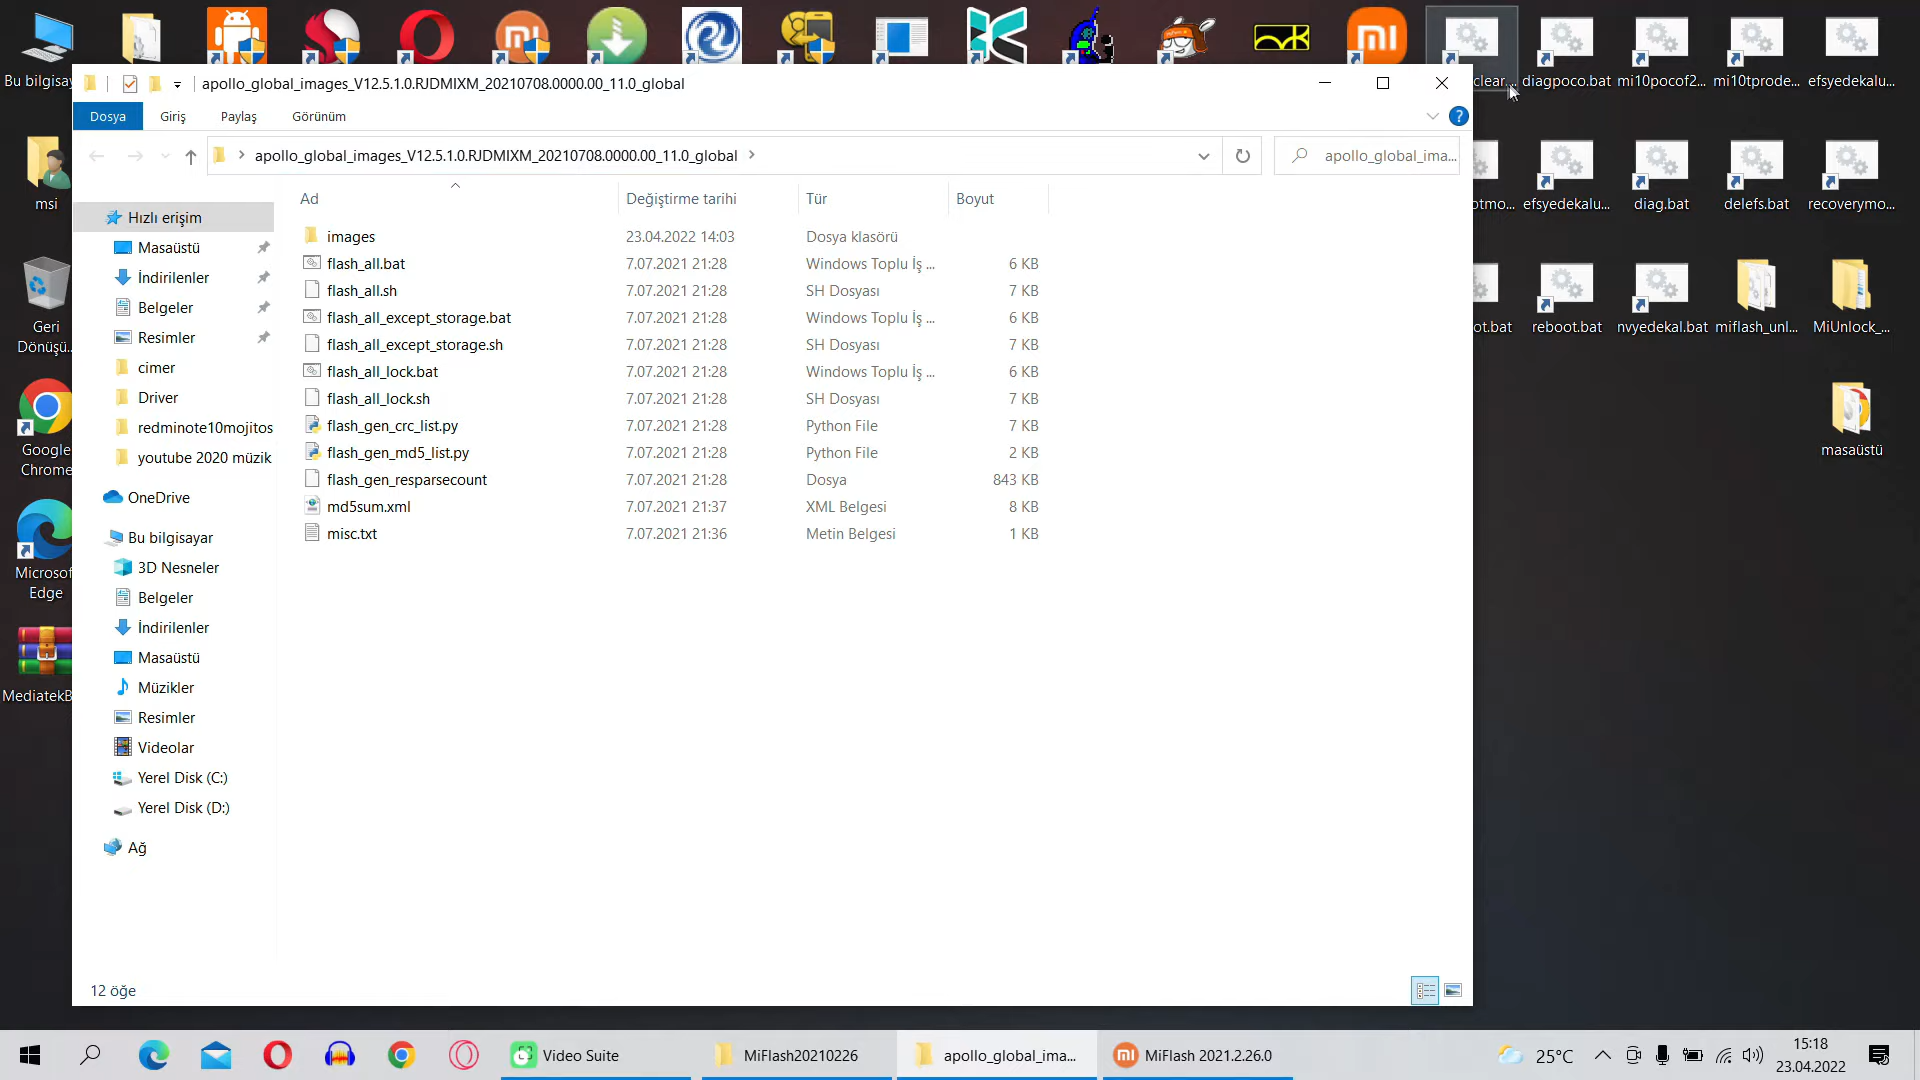 Bu bilgisay
clear...
diagpoco.bat
mi10pocof2...
mi10tprode...
efsyedekalu...
apollo_global_images_V12.5.1.0.RJDMIXM_20210708.0000.00_11.0_global
Dosya
Giriş
Paylaş
Görünüm
apollo_global_images_V12.5.1.0.RJDMIXM_20210708.0000.00_11.0_global
apollo_global_ima...
msi
otmo...
efsyedekalu...
diag.bat
delefs.bat
recoverymo...
Ad
Değiştirme tarihi
Tür
Boyut
Hızlı erişim
Masaüstü
İndirilenler
Belgeler
Resimler
cimer
Driver
redminote10mojitos
youtube 2020 müzik
OneDrive
Bu bilgisayar
3D Nesneler
Belgeler
İndirilenler
Masaüstü
Müzikler
Resimler
Videolar
Yerel Disk (C:)
Yerel Disk (D:)
Ağ
images 23.04.2022 14:03 Dosya klasörü
flash_all.bat 7.07.2021 21:28 Windows Toplu İş ... 6 KB
flash_all.sh 7.07.2021 21:28 SH Dosyası 7 KB
flash_all_except_storage.bat 7.07.2021 21:28 Windows Toplu İş ... 6 KB
flash_all_except_storage.sh 7.07.2021 21:28 SH Dosyası 7 KB
flash_all_lock.bat 7.07.2021 21:28 Windows Toplu İş ... 6 KB
flash_all_lock.sh 7.07.2021 21:28 SH Dosyası 7 KB
flash_gen_crc_list.py 7.07.2021 21:28 Python File 7 KB
flash_gen_md5_list.py 7.07.2021 21:28 Python File 2 KB
flash_gen_resparsecount 7.07.2021 21:28 Dosya 843 KB
md5sum.xml 7.07.2021 21:37 XML Belgesi 8 KB
misc.txt 7.07.2021 21:36 Metin Belgesi 1 KB
Geri
Dönüşü...
ot.bat
reboot.bat
nvyedekal.bat
miflash_unl...
MiUnlock_...
Google
Chrome
masaüstü
Microsof
Edge
MediatekB
12 öğe
Video Suite
MiFlash20210226
apollo_global_ima...
MiFlash 2021.2.26.0
25°C
15:18
23.04.2022